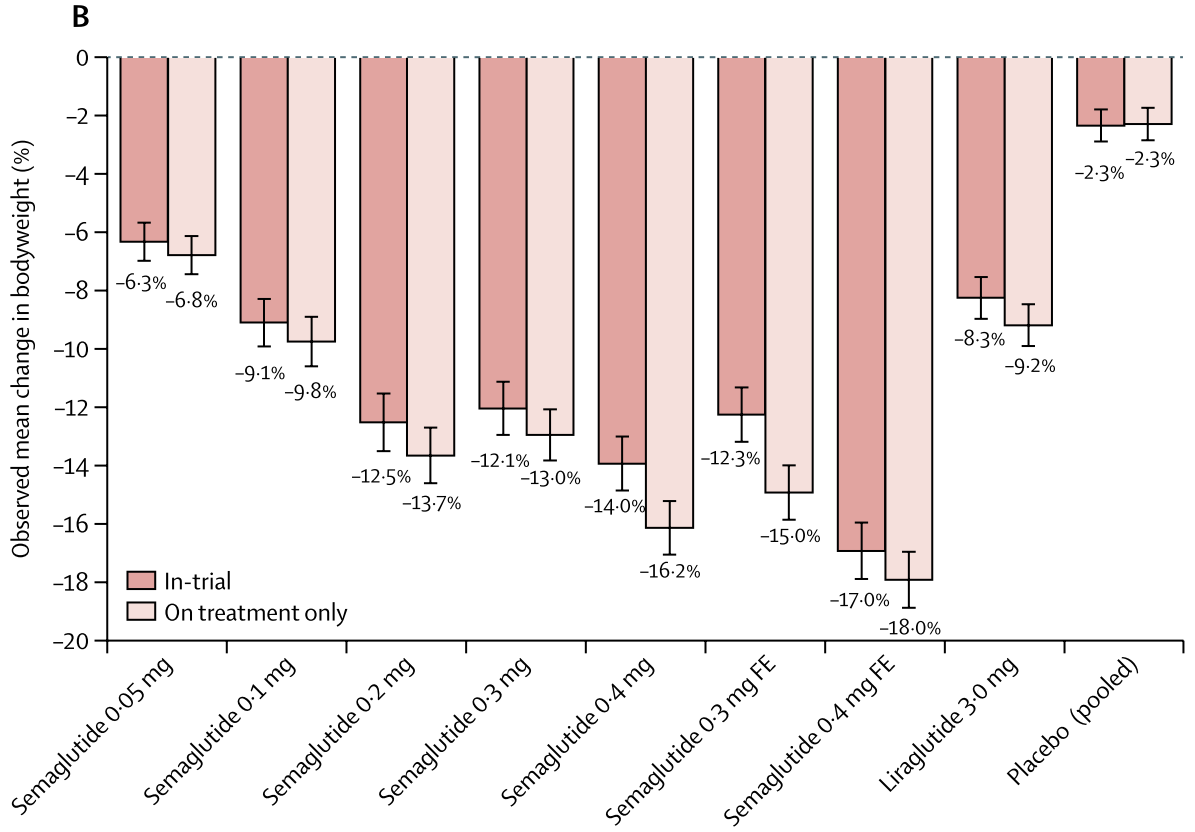 B
Observed mean change in bodyweight (%)
0
–2
–4
–6
–8
–10
–12
–14
–16
–18
–20
–6·3%
–6·8%
–9·1%
–9·8%
–12·5%
–13·7%
–12·1%
–13·0%
–14·0%
–16·2%
–12·3%
–15·0%
–17·0%
–18·0%
–8·3%
–9·2%
–2·3%
–2·3%
In-trial
On treatment only
Semaglutide 0·05 mg
Semaglutide 0·1 mg
Semaglutide 0·2 mg
Semaglutide 0·3 mg
Semaglutide 0·4 mg
Semaglutide 0·3 mg FE
Semaglutide 0·4 mg FE
Liraglutide 3·0 mg
Placebo (pooled)